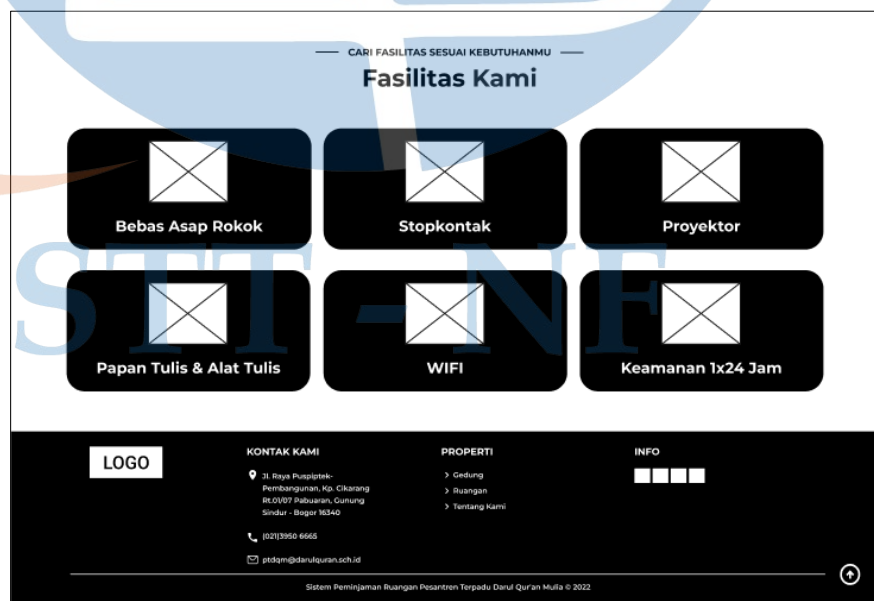 CARI FASILITAS SESUAI KEBUTUHANMU
Fasilitas Kami
Bebas Asap Rokok
Stopkontak
Proyektor
STT - NF
Papan Tulis & Alat Tulis
WIFI
Keamanan 1x24 Jam
LOGO
KONTAK KAMI
Jl. Raya Puspiptek-
Pembangunan, Kp. Cikarang
Rt.01/07 Pabuaran, Gunung
Sindur - Bogor 16340
(021)3950 6665
ptdqm@darulquran.sch.id
PROPERTI
> Gedung
> Ruangan
> Tentang Kami
INFO
Sistem Peminjaman Ruangan Pesantren Terpadu Darul Qur'an Mulia © 2022